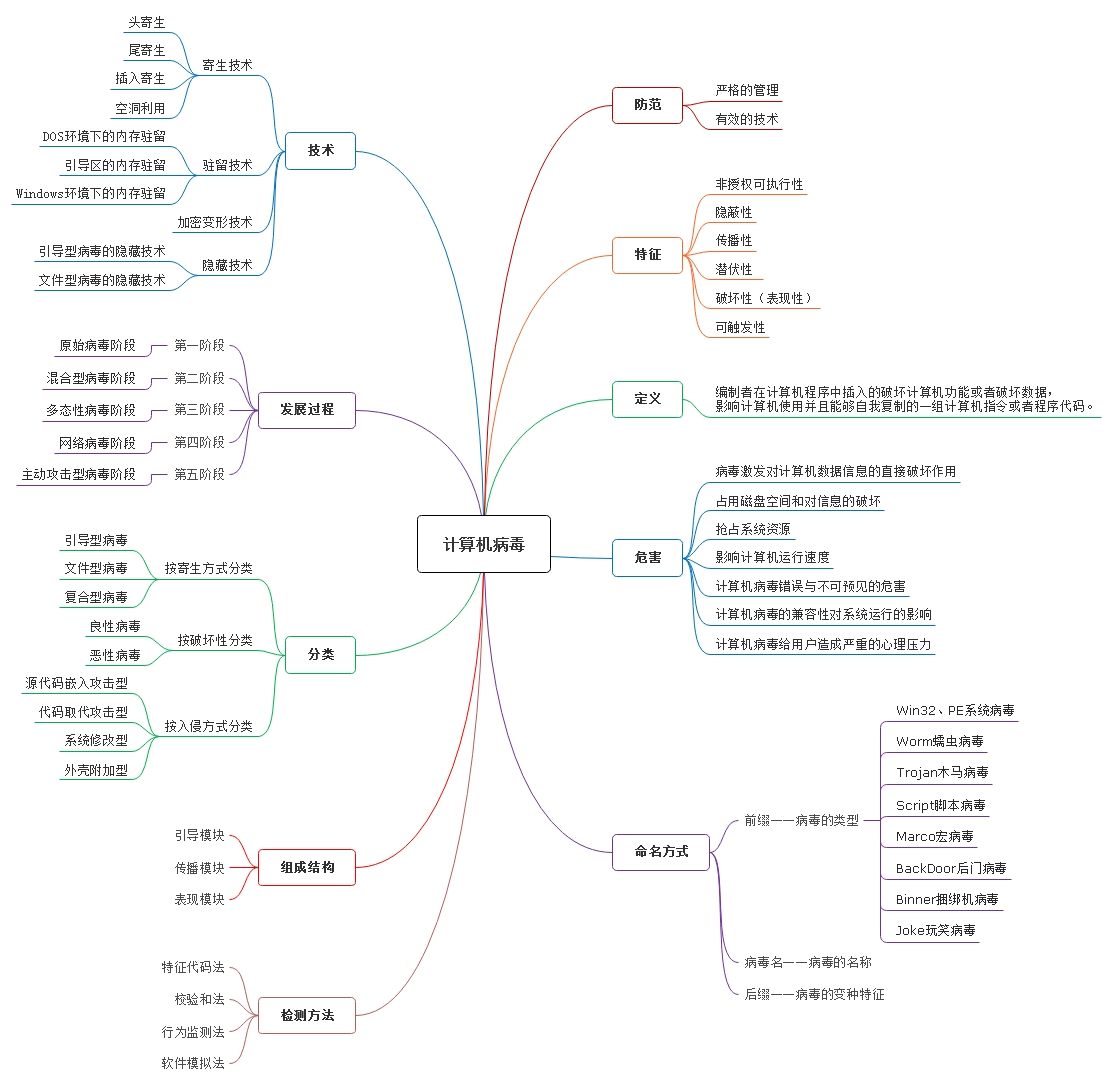 计算机病毒
技术
寄生技术
头寄生
尾寄生
插入寄生
空洞利用
驻留技术
DOS环境下的内存驻留
引导区的内存驻留
Windows环境下的内存驻留
加密变形技术
隐藏技术
引导型病毒的隐藏技术
文件型病毒的隐藏技术
发展过程
第一阶段
原始病毒阶段
第二阶段
混合型病毒阶段
第三阶段
多态性病毒阶段
第四阶段
网络病毒阶段
第五阶段
主动攻击型病毒阶段
分类
按寄生方式分类
引导型病毒
文件型病毒
复合型病毒
按破坏性分类
良性病毒
恶性病毒
按入侵方式分类
源代码嵌入攻击型
代码取代攻击型
系统修改型
外壳附加型
组成结构
引导模块
传播模块
表现模块
检测方法
特征代码法
校验和法
行为监测法
软件模拟法
防范
严格的管理
有效的技术
特征
非授权可执行性
隐蔽性
传播性
潜伏性
破坏性（表现性）
可触发性
定义
编制者在计算机程序中插入的破坏计算机功能或者破坏数据，
影响计算机使用并且能够自我复制的一组计算机指令或者程序代码。
危害
病毒激发对计算机数据信息的直接破坏作用
占用磁盘空间和对信息的破坏
抢占系统资源
影响计算机运行速度
计算机病毒错误与不可预见的危害
计算机病毒的兼容性对系统运行的影响
计算机病毒给用户造成严重的心理压力
命名方式
前缀——病毒的类型
Win32、PE系统病毒
Worm蠕虫病毒
Trojan木马病毒
Script脚本病毒
Marco宏病毒
BackDoor后门病毒
Binner捆绑机病毒
Joke玩笑病毒
病毒名——病毒的名称
后缀——病毒的变种特征